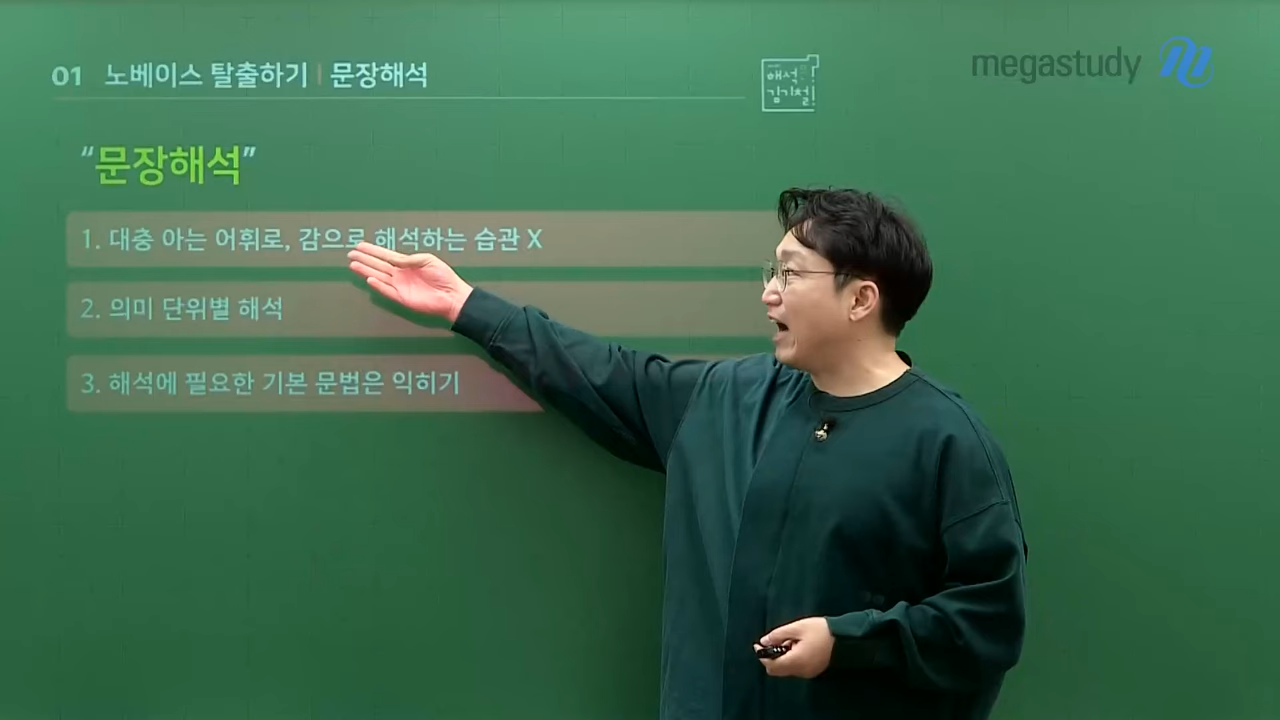 01 노베이스 탈출하기 | 문장해석
해석
김기철!
megastudy
“문장해석”
1. 대충 아는 어휘로, 감으로 해석하는 습관 X
2. 의미 단위별 해석
3. 해석에 필요한 기본 문법은 익히기